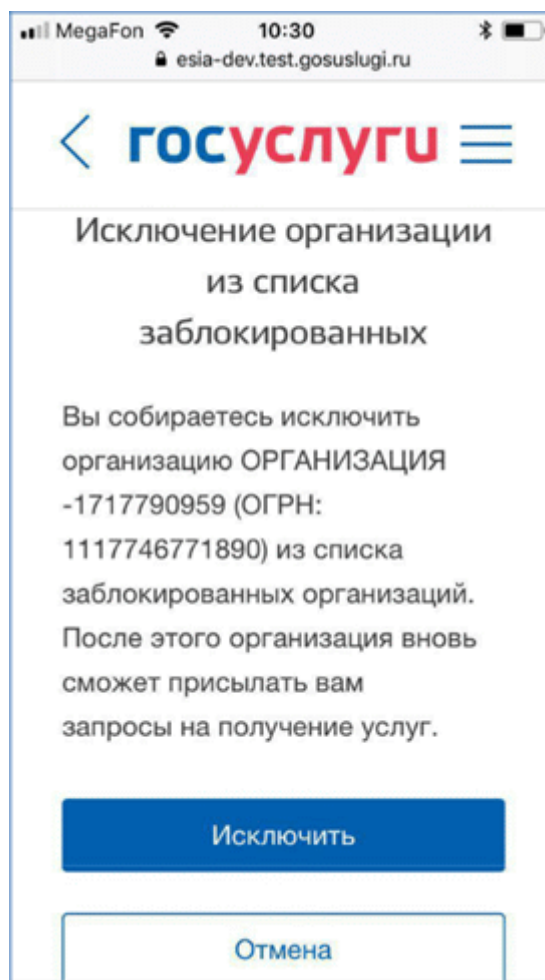 MegaFon 10:30
esia-dev.test.gosuslugi.ru
госуслуги
Исключение организации
из списка
заблокированных
Вы собираетесь исключить
организацию ОРГАНИЗАЦИЯ
-1717790959 (ОГРН:
1117746771890) из списка
заблокированных организаций.
После этого организация вновь
сможет присылать вам
запросы на получение услуг.
Исключить
Отмена